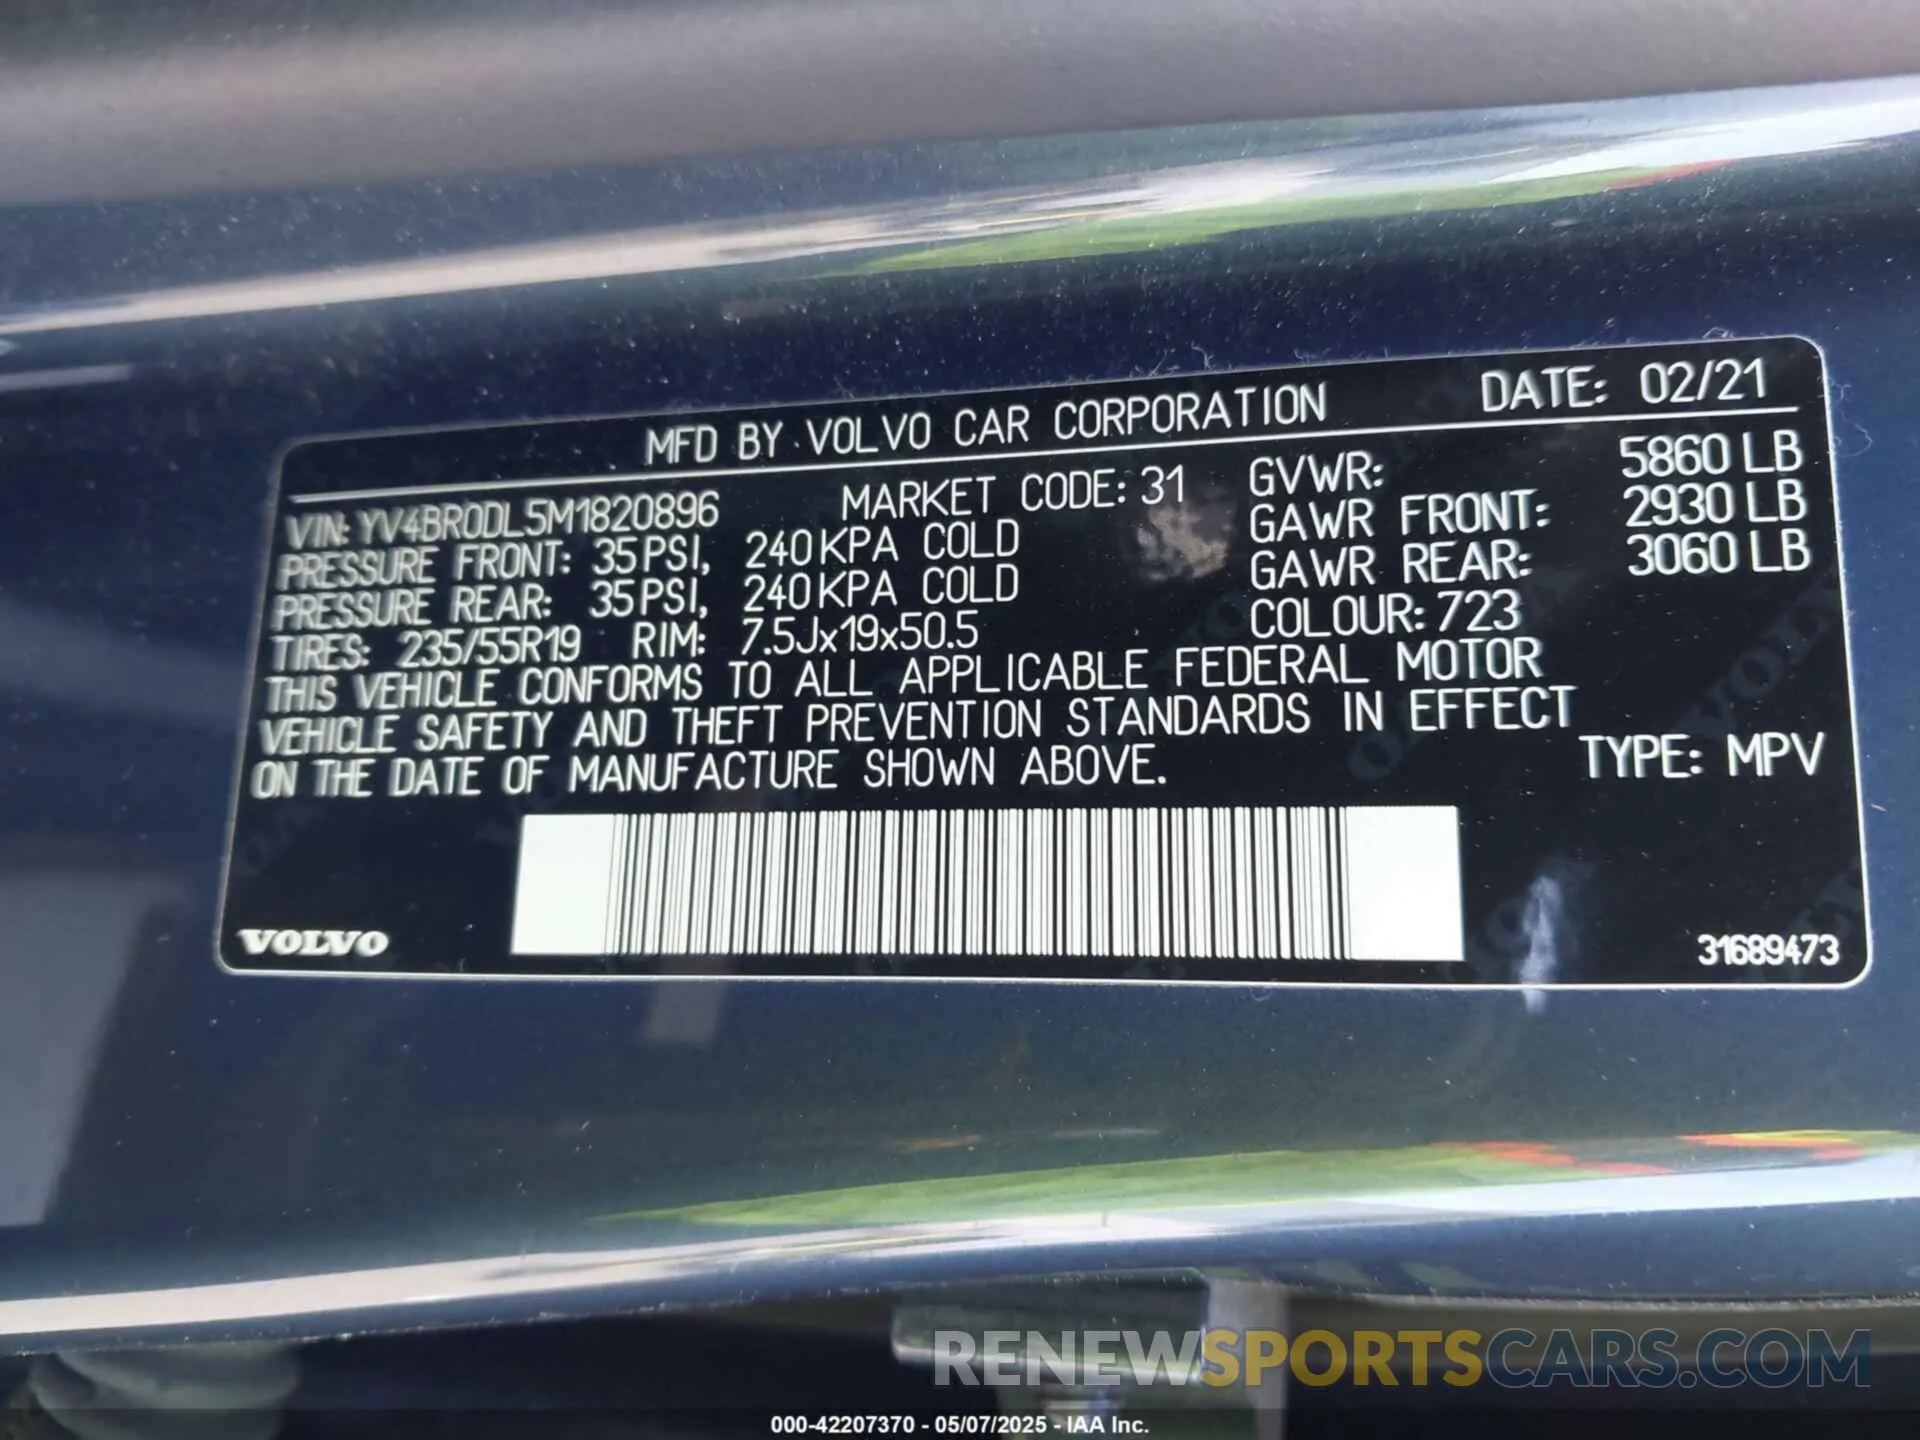 MFD BY VOLVO CAR CORPORATION DATE: 02/21
VIN: YV4BR0DL5M1820896 MARKET CODE: 31 GVWR: 5860 LB
PRESSURE FRONT: 35 PSI, 240 KPA COLD GAWR FRONT: 2930 LB
PRESSURE REAR: 35 PSI, 240 KPA COLD GAWR REAR: 3060 LB
TIRES: 235/55R19 RIM: 7.5Jx19x50.5 COLOUR: 723
THIS VEHICLE CONFORMS TO ALL APPLICABLE FEDERAL MOTOR
VEHICLE SAFETY AND THEFT PREVENTION STANDARDS IN EFFECT
ON THE DATE OF MANUFACTURE SHOWN ABOVE. TYPE: MPV
VOLVO 31689473
RENEWSPORTSCARS.COM
000-42207370 - 05/07/2025 - IAA Inc.